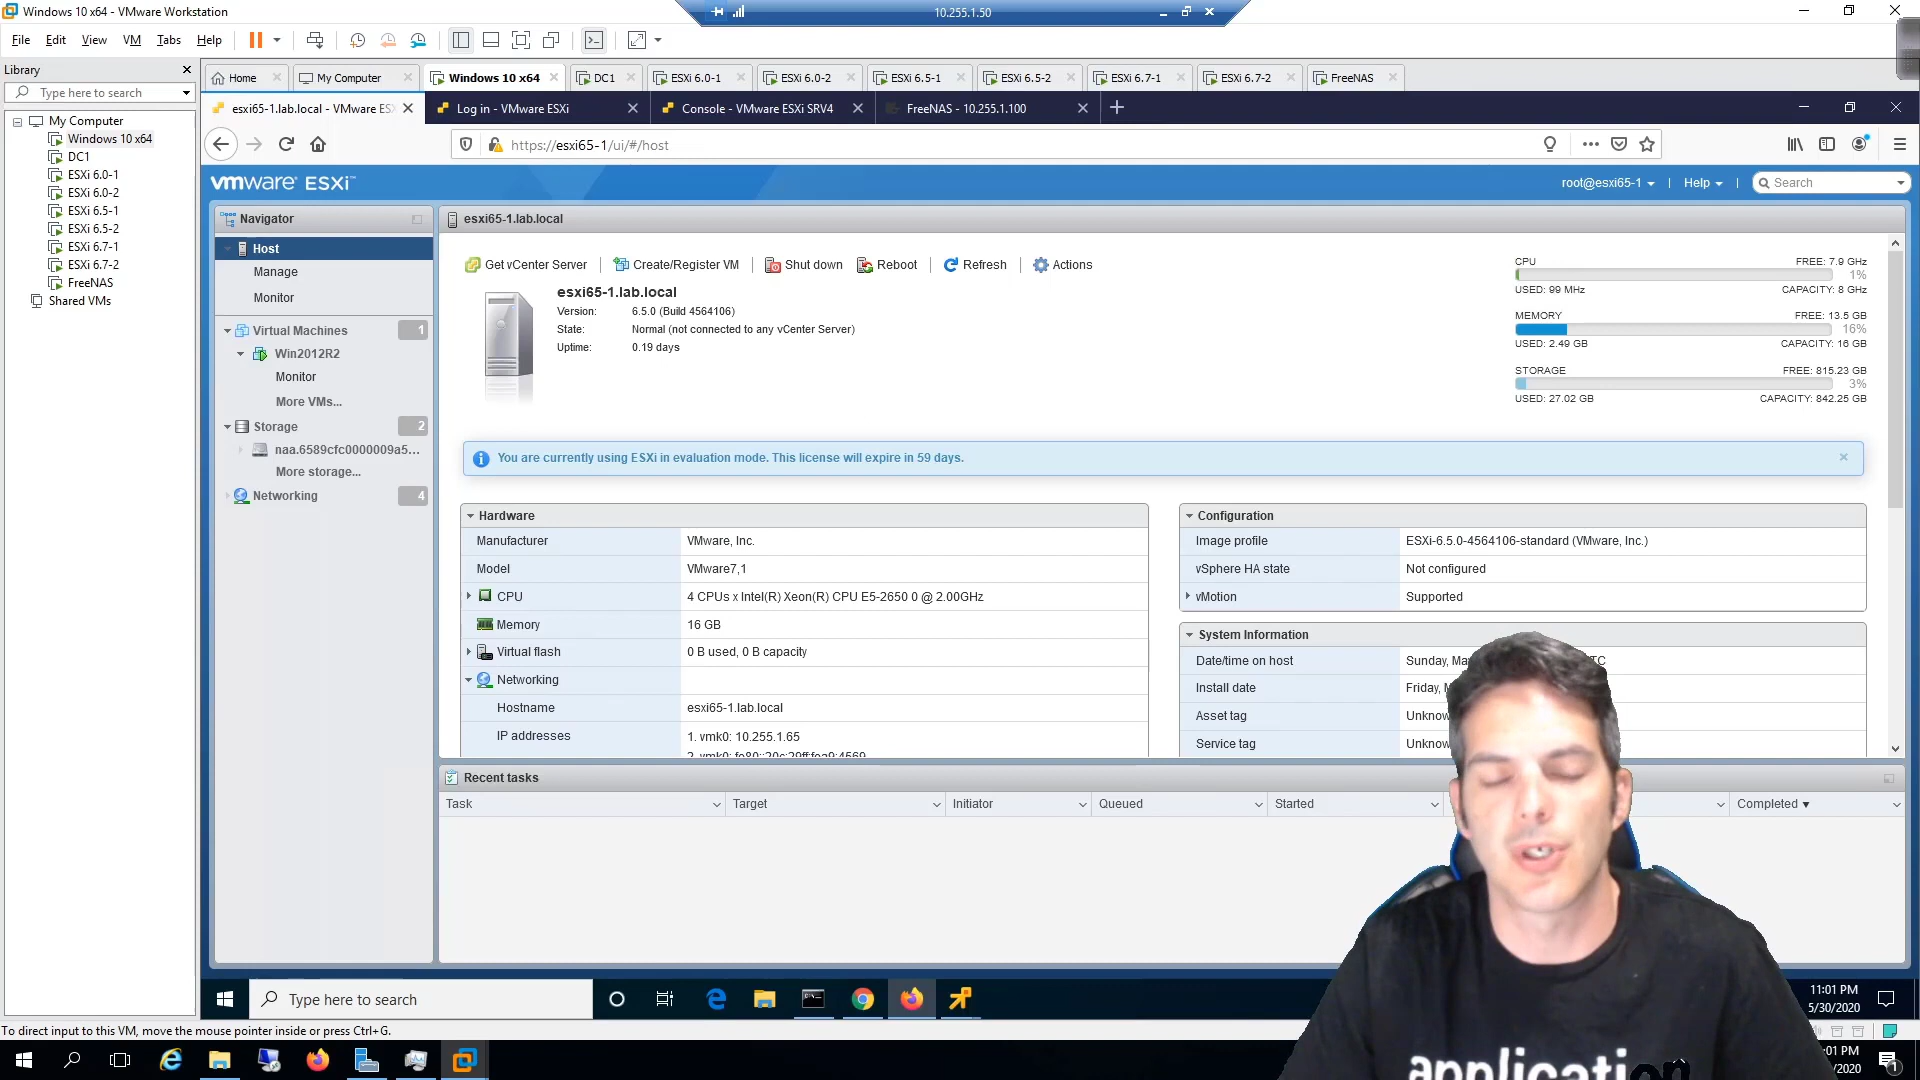 Windows 10 x64 - VMware Workstation
10.255.1.50
File Edit View VM Tabs Help
Library
Type here to search
My Computer
Windows 10 x64
DC1
ESXi 6.0-1
ESXi 6.0-2
ESXi 6.5-1
ESXi 6.5-2
ESXi 6.7-1
ESXi 6.7-2
FreeNAS
Shared VMs
Home My Computer Windows 10 x64 DC1 ESXi 6.0-1 ESXi 6.0-2 ESXi 6.5-1 ESXi 6.5-2 ESXi 6.7-1 ESXi 6.7-2 FreeNAS
esxi65-1.lab.local - VMware ESX Log in - VMware ESXi Console - VMware ESXi SRV4 FreeNAS - 10.255.1.100
https://esxi65-1/ui/#/host
vmware ESXi™
root@esxi65-1 | Help | Search
Navigator
Host
Manage
Monitor
Virtual Machines 1
Win2012R2
Monitor
More VMs...
Storage 2
naa.6589cfc0000009a5...
More storage...
Networking 4
esxi65-1.lab.local
Get vCenter Server Create/Register VM Shut down Reboot Refresh Actions
esxi65-1.lab.local
Version: 6.5.0 (Build 4564106)
State: Normal (not connected to any vCenter Server)
Uptime: 0.19 days
CPU FREE: 7.9 GHz
1%
USED: 99 MHz CAPACITY: 8 GHz
MEMORY FREE: 13.5 GB
16%
USED: 2.49 GB CAPACITY: 16 GB
STORAGE FREE: 815.23 GB
3%
USED: 27.02 GB CAPACITY: 842.25 GB
You are currently using ESXi in evaluation mode. This license will expire in 59 days.
Hardware
Manufacturer VMware, Inc.
Model VMware7,1
CPU 4 CPUs x Intel(R) Xeon(R) CPU E5-2650 0 @ 2.00GHz
Memory 16 GB
Virtual flash 0 B used, 0 B capacity
Networking
Hostname esxi65-1.lab.local
IP addresses 1. vmk0: 10.255.1.65
2. vmk0: fe80::20c:29ff:fea9:4569
Configuration
Image profile ESXi-6.5.0-4564106-standard (VMware, Inc.)
vSphere HA state Not configured
vMotion Supported
System Information
Date/time on host Sunday,
Install date Friday,
Asset tag
Service tag
Recent tasks
Task Target Initiator Queued Started Completed
Type here to search
11:01 PM
5/30/2020
To direct input to this VM, move the mouse pointer inside or press Ctrl+G.
:01 PM
/2020
1
application